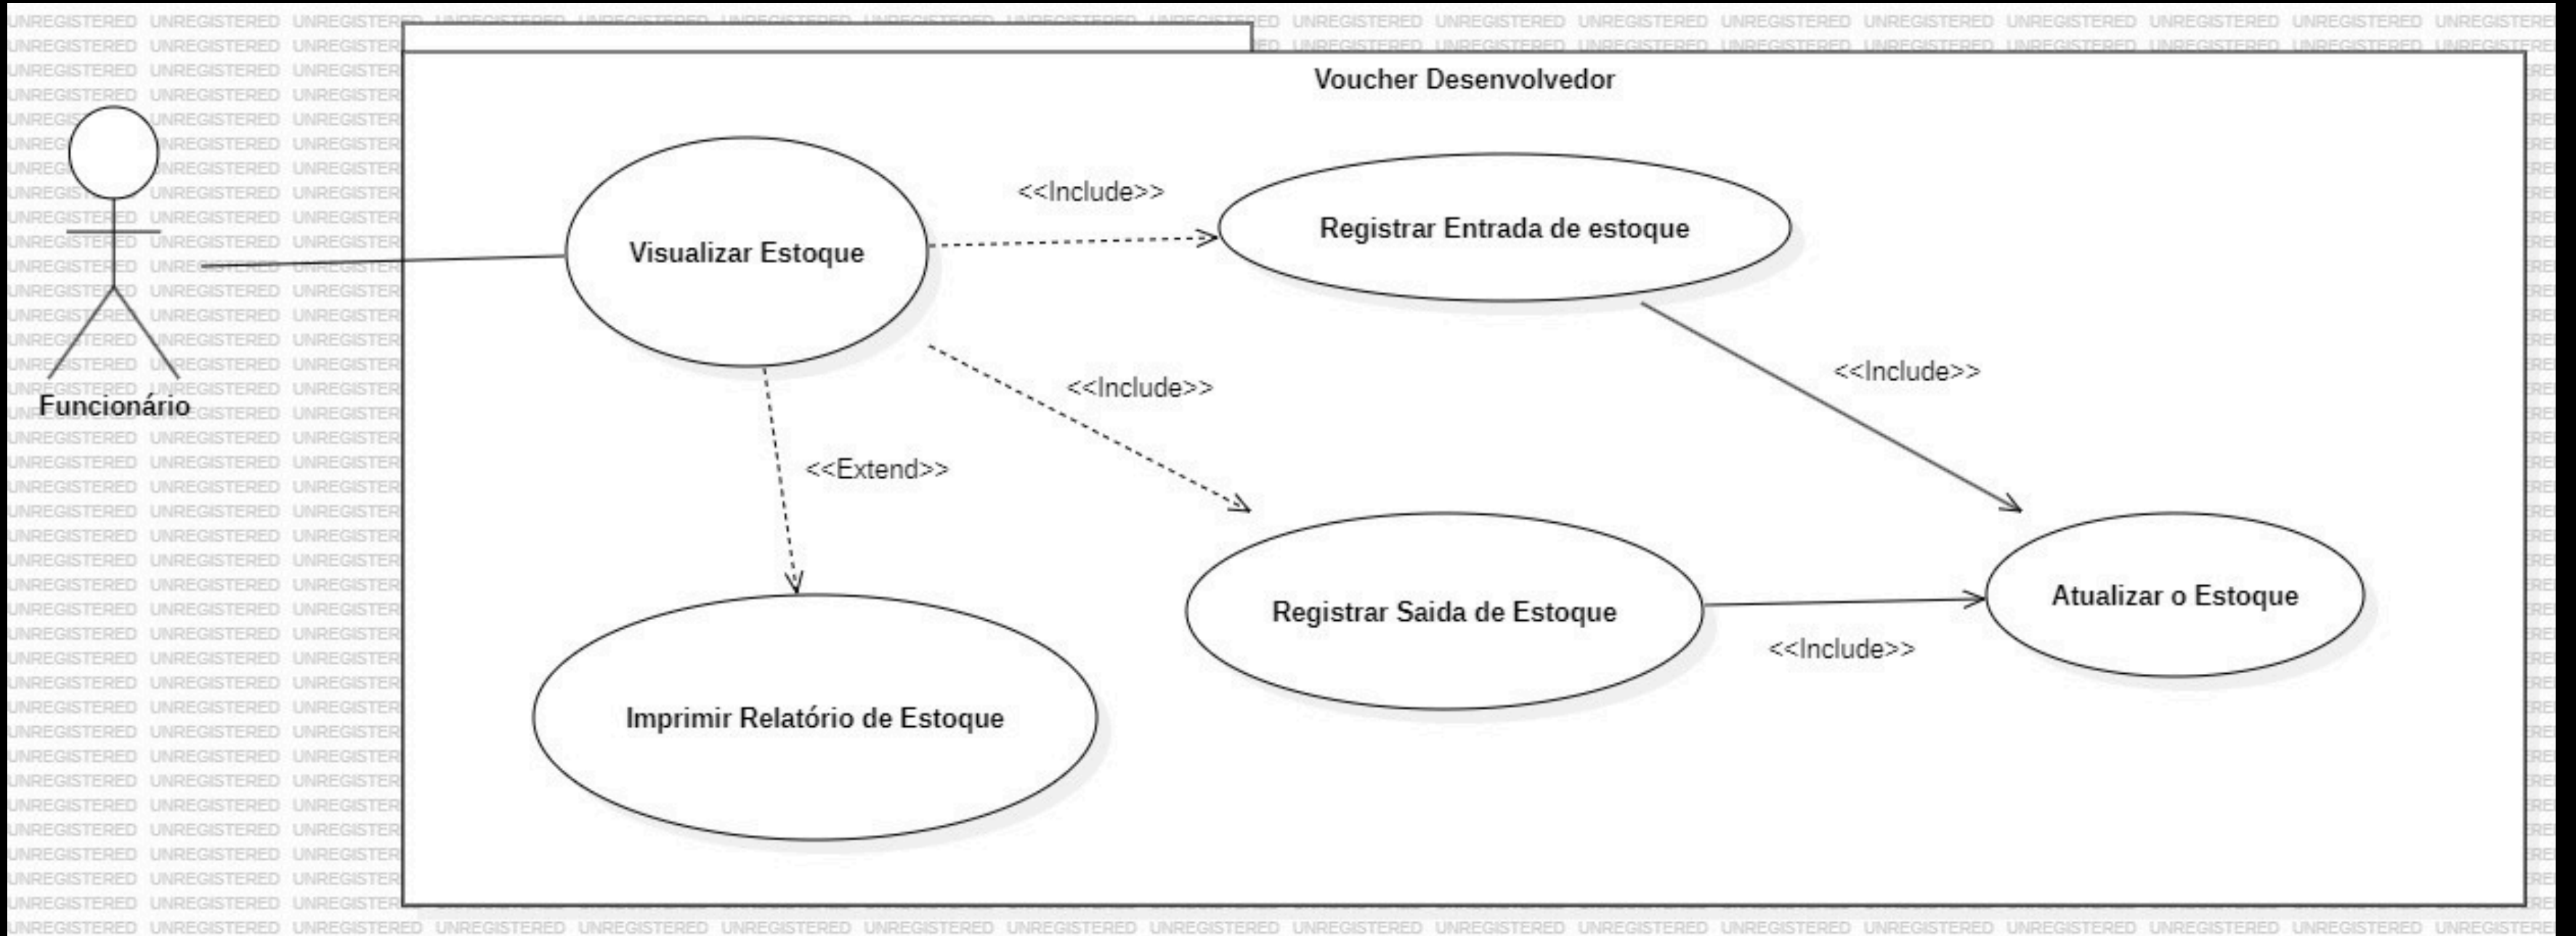 Voucher Desenvolvedor
<<Include>>
Registrar Entrada de estoque
Visualizar Estoque
<<Include>>
<<Include>>
Funcionário
<<Extend>>
Atualizar o Estoque
Registrar Saida de Estoque
<<Include>>
Imprimir Relatório de Estoque
UNREGISTERED